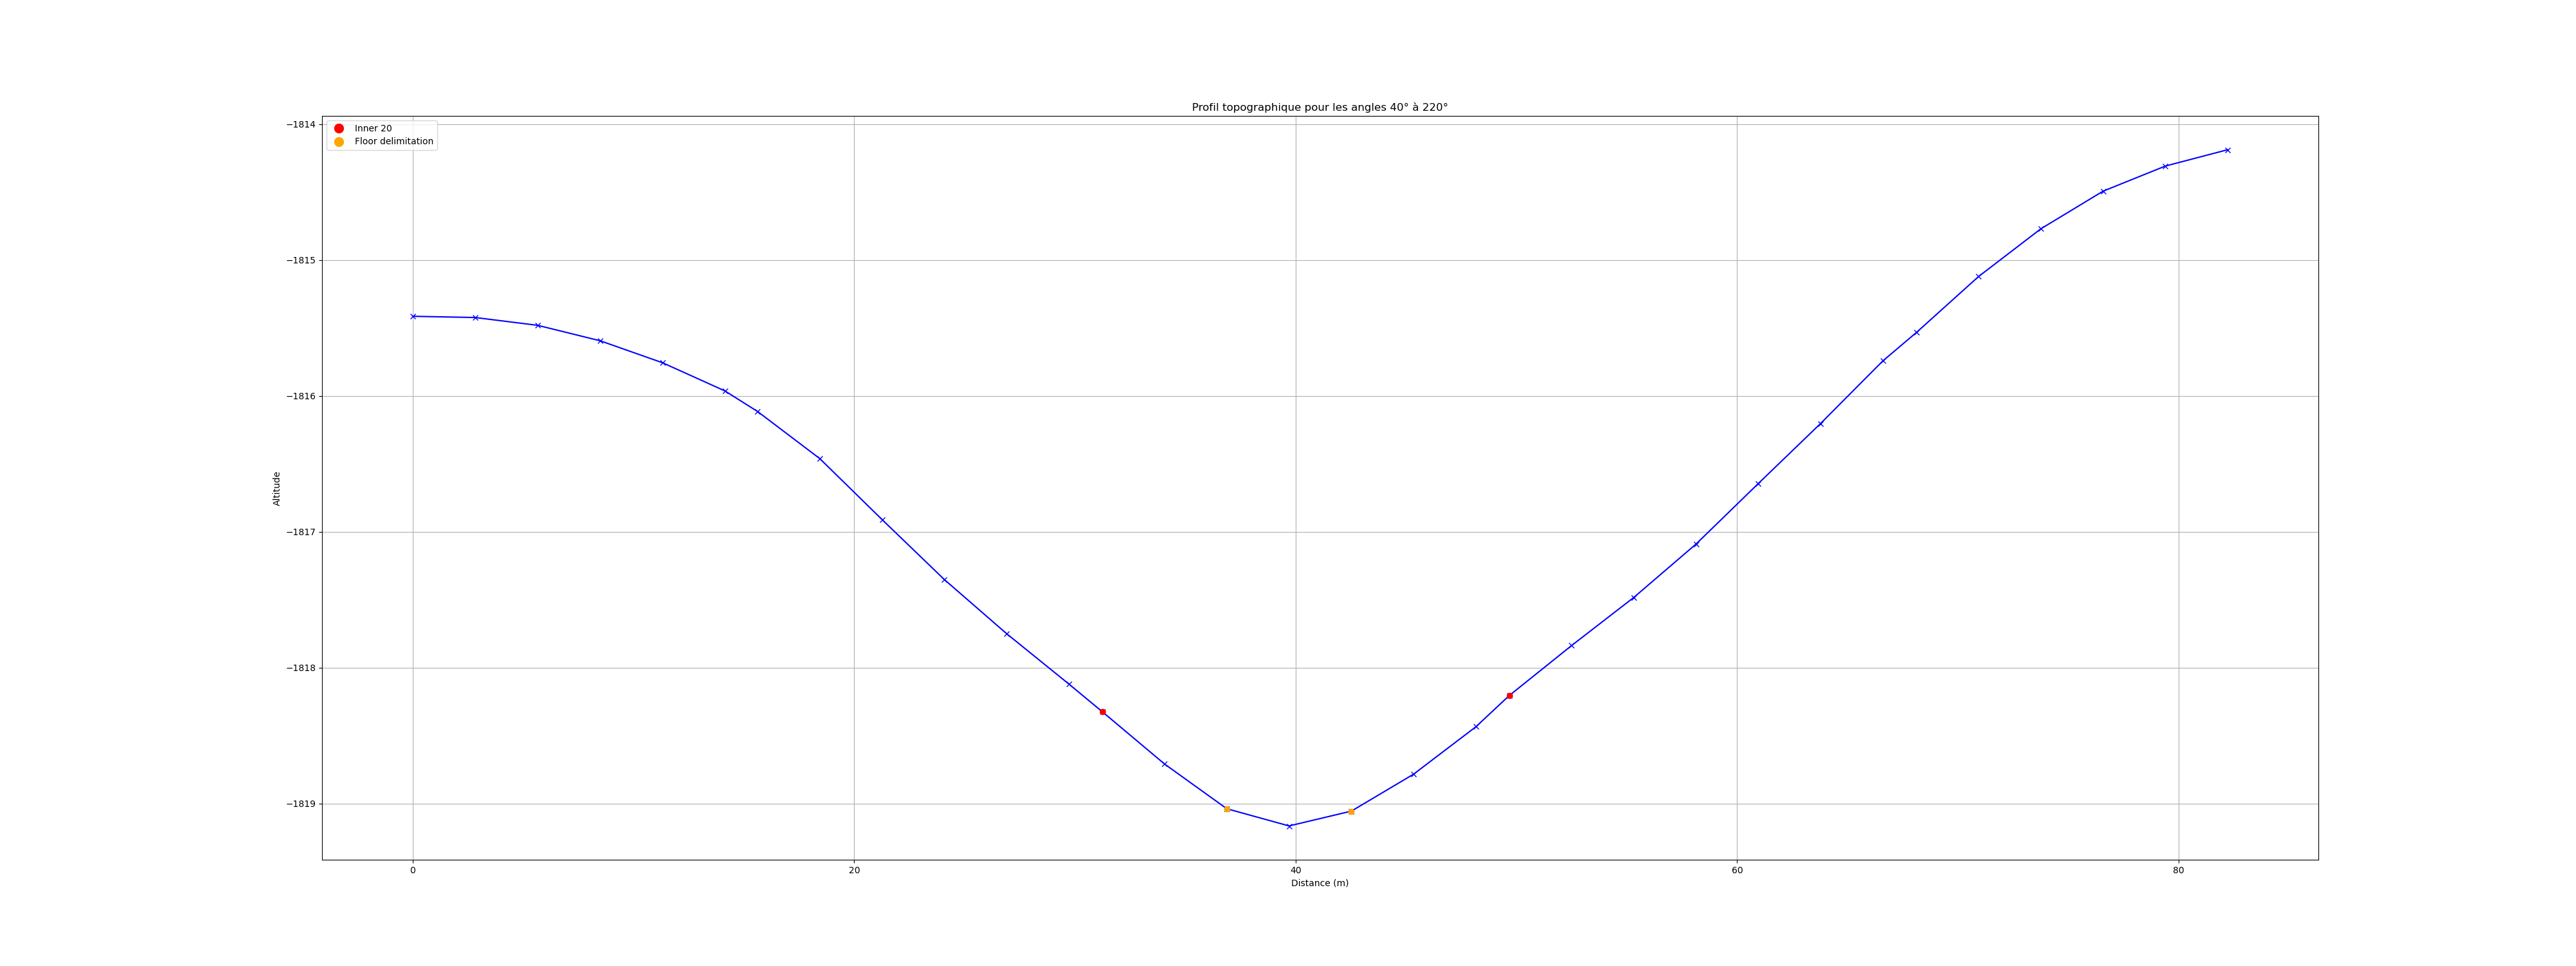 Profil topographique pour les angles 40° à 220°
Inner 20
Floor delimitation
−1814
−1815
−1816
−1817
−1818
−1819
Altitude
0 20 40 60 80
Distance (m)